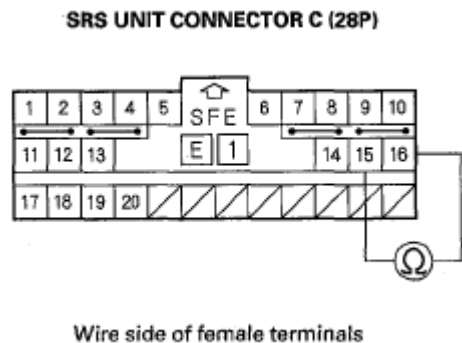 SRS UNIT CONNECTOR C (28P)
1 2 3 4 5 SFE 6 7 8 9 10
11 12 13 E 1 14 15 16
17 18 19 20
Ω
Wire side of female terminals